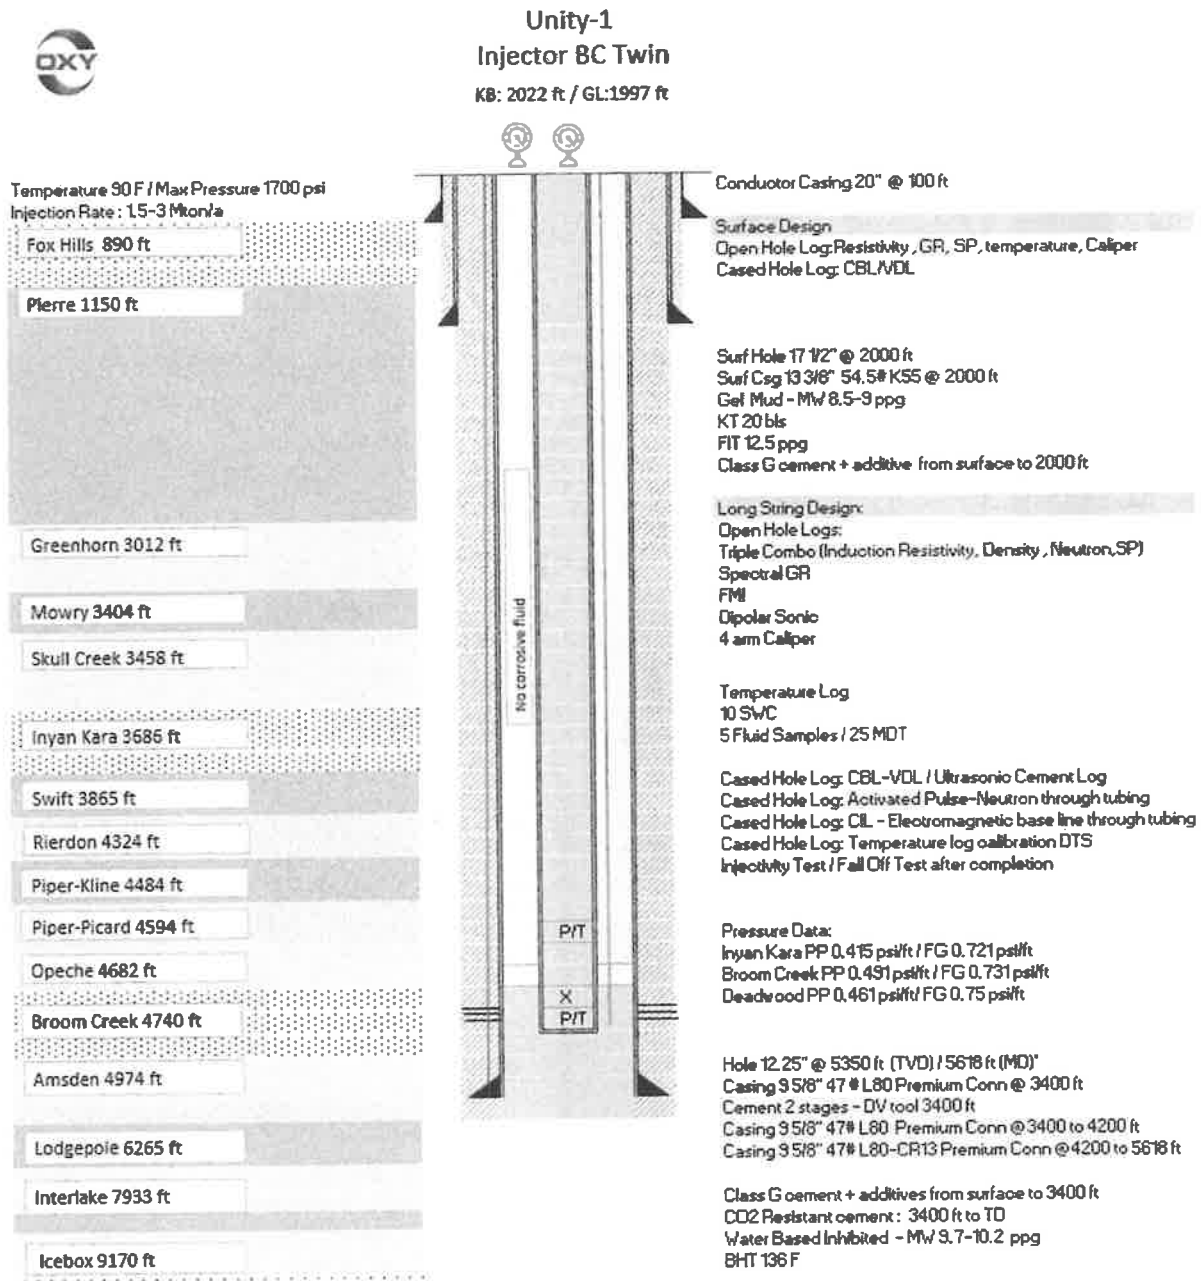 OXY
Unity-1
Injector BC Twin
KB: 2022 ft / GL:1997 ft
Temperature 90 F / Max Pressure 1700 psi
Injection Rate : 1.5-3 Mton/a
Fox Hills 890 ft
Pierre 1150 ft
Greenhorn 3012 ft
Mowry 3404 ft
Skull Creek 3458 ft
Inyan Kara 3686 ft
Swift 3865 ft
Rierdon 4324 ft
Piper-Kline 4484 ft
Piper-Picard 4594 ft
Opeche 4682 ft
Broom Creek 4740 ft
Amsden 4974 ft
Lodgepole 6265 ft
Interlake 7933 ft
Icebox 9170 ft
No corrosive fluid
P/T
X
P/T
Conductor Casing 20" @ 100 ft
Surface Design
Open Hole Log:Resistivity , GR, SP, temperature, Caliper
Cased Hole Log: CBL/VDL
Surf Hole 17 1/2" @ 2000 ft
Surf Csg 13 3/8" 54.5# K55 @ 2000 ft
Gel Mud - MW 8.5-9 ppg
KT 20 bls
FIT 12.5 ppg
Class G cement + additive from surface to 2000 ft
Long String Design:
Open Hole Logs:
Triple Combo (Induction Resistivity, Density , Neutron,SP)
Spectral GR
FMI
Dipolar Sonic
4 arm Caliper
Temperature Log
10 SWC
5 Fluid Samples / 25 MDT
Cased Hole Log: CBL-VDL / Ultrasonic Cement Log
Cased Hole Log: Activated Pulse-Neutron through tubing
Cased Hole Log: CIL - Electromagnetic base line through tubing
Cased Hole Log: Temperature log calibration DTS
Injectivity Test / Fall Off Test after completion
Pressure Data:
Inyan Kara PP 0.415 psi/ft / FG 0.721 psi/ft
Broom Creek PP 0.491 psi/ft / FG 0.731 psi/ft
Deadwood PP 0.461 psi/ft/ FG 0.75 psi/ft
Hole 12.25" @ 5350 ft (TVD) / 5618 ft (MD)"
Casing 9 5/8" 47 # L80 Premium Conn @ 3400 ft
Cement 2 stages - DV tool 3400 ft
Casing 9 5/8" 47# L80 Premium Conn @ 3400 to 4200 ft
Casing 9 5/8" 47# L80-CR13 Premium Conn @ 4200 to 5618 ft
Class G cement + additives from surface to 3400 ft
CO2 Resistant cement : 3400 ft to TD
Water Based Inhibited - MW 9.7-10.2 ppg
BHT 136 F